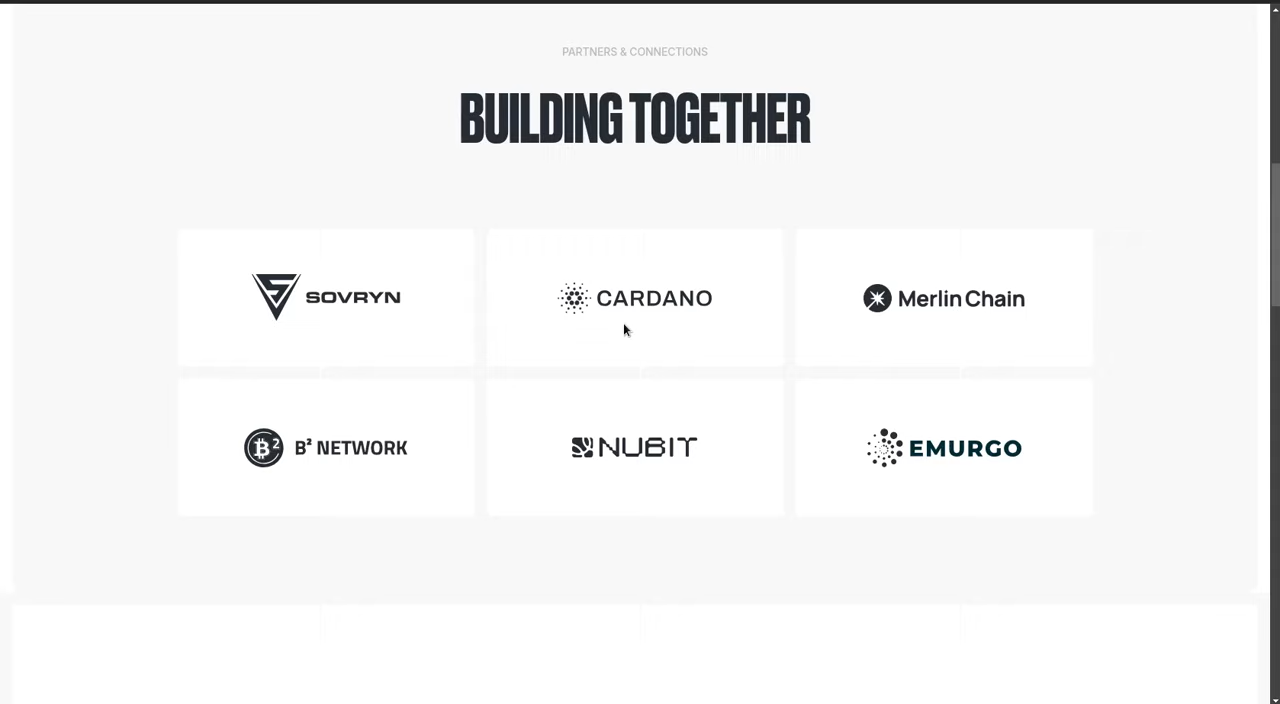 PARTNERS & CONNECTIONS
BUILDING TOGETHER
SOVRYN
CARDANO
Merlin Chain
B² NETWORK
NUBIT
EMURGO